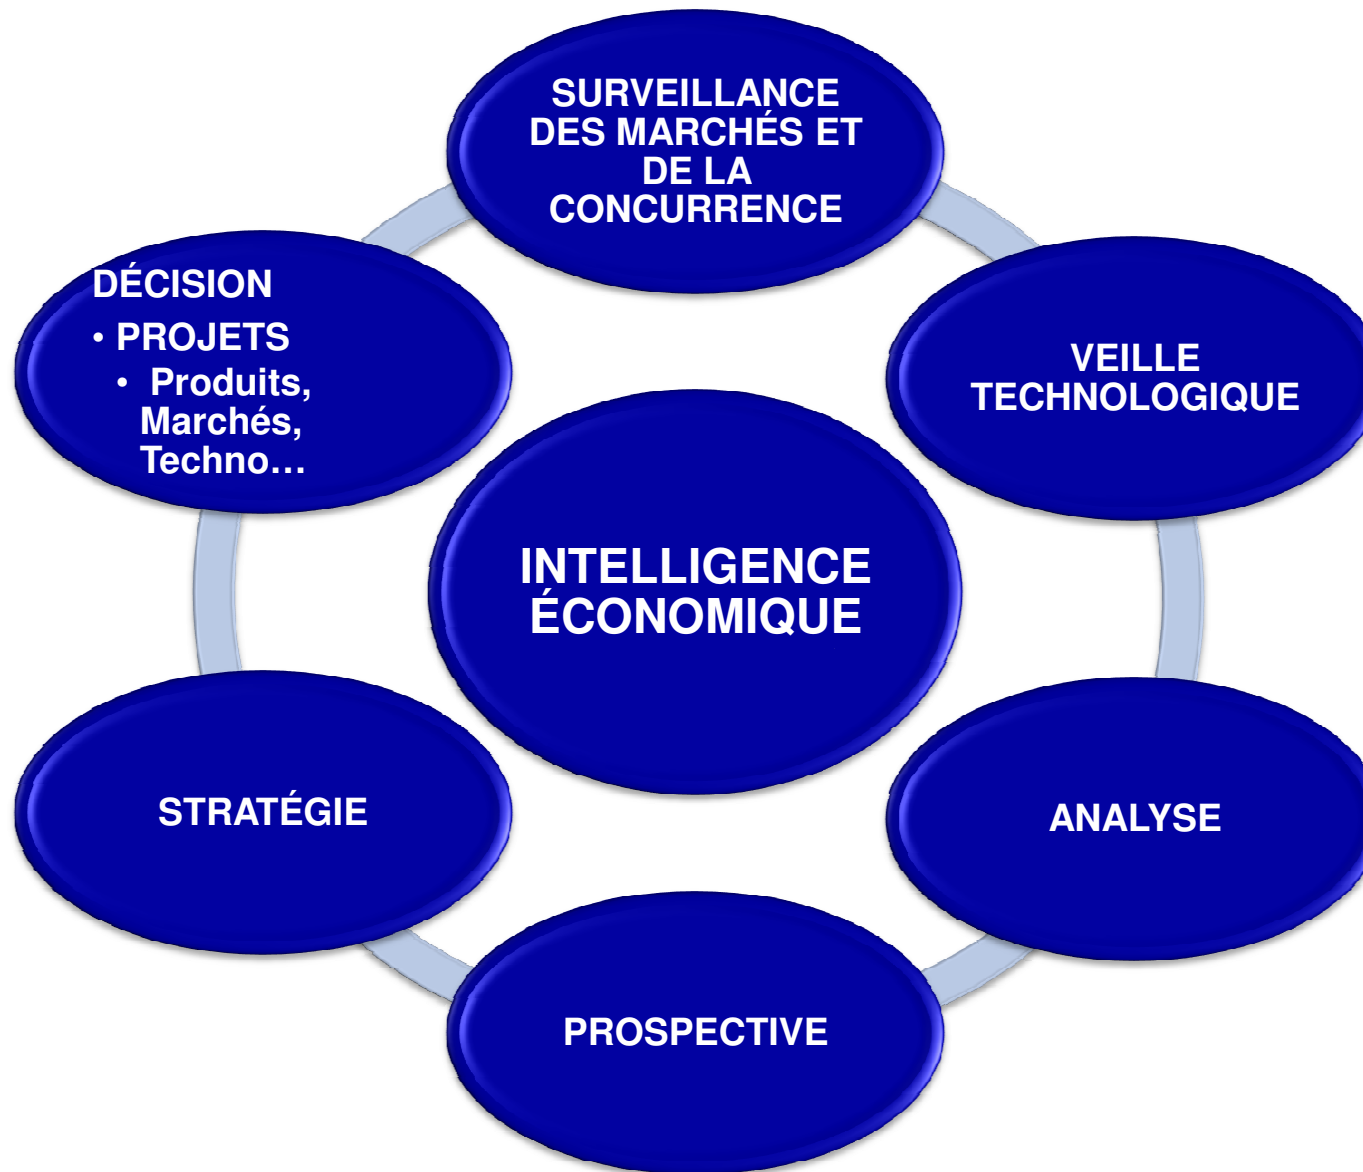 SURVEILLANCE
DES MARCHÉS ET
DE LA
CONCURRENCE
DÉCISION
• PROJETS
• Produits,
Marchés,
Techno…
VEILLE
TECHNOLOGIQUE
INTELLIGENCE
ÉCONOMIQUE
STRATÉGIE
ANALYSE
PROSPECTIVE